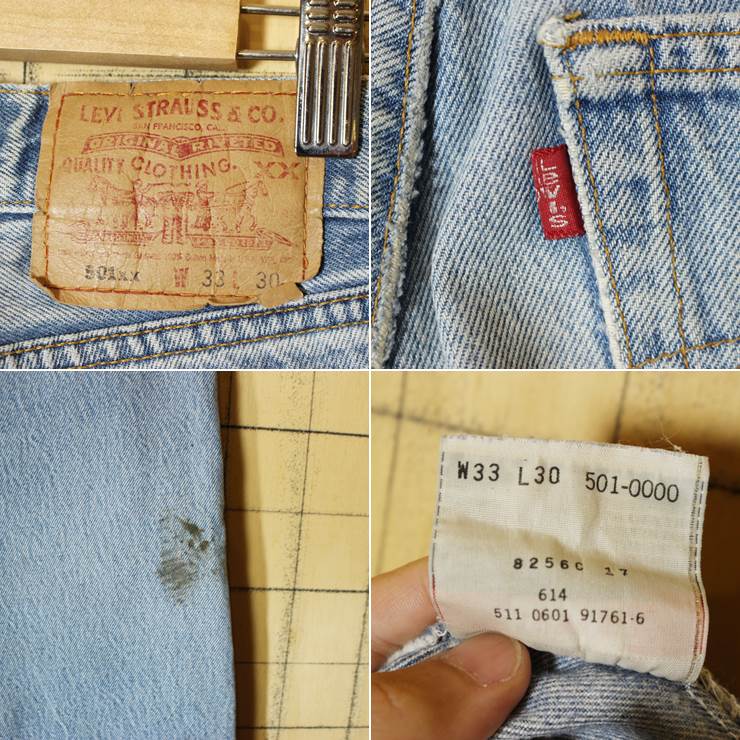 LEVI STRAUSS & CO.
SAN FRANCISCO, CAL.
ORIGINAL RIVETED
QUALITY CLOTHING.
XX
501XX W 33 L 30
LEVI'S
W33 L30 501-0000
8256C 17
614
511 0601 91761-6